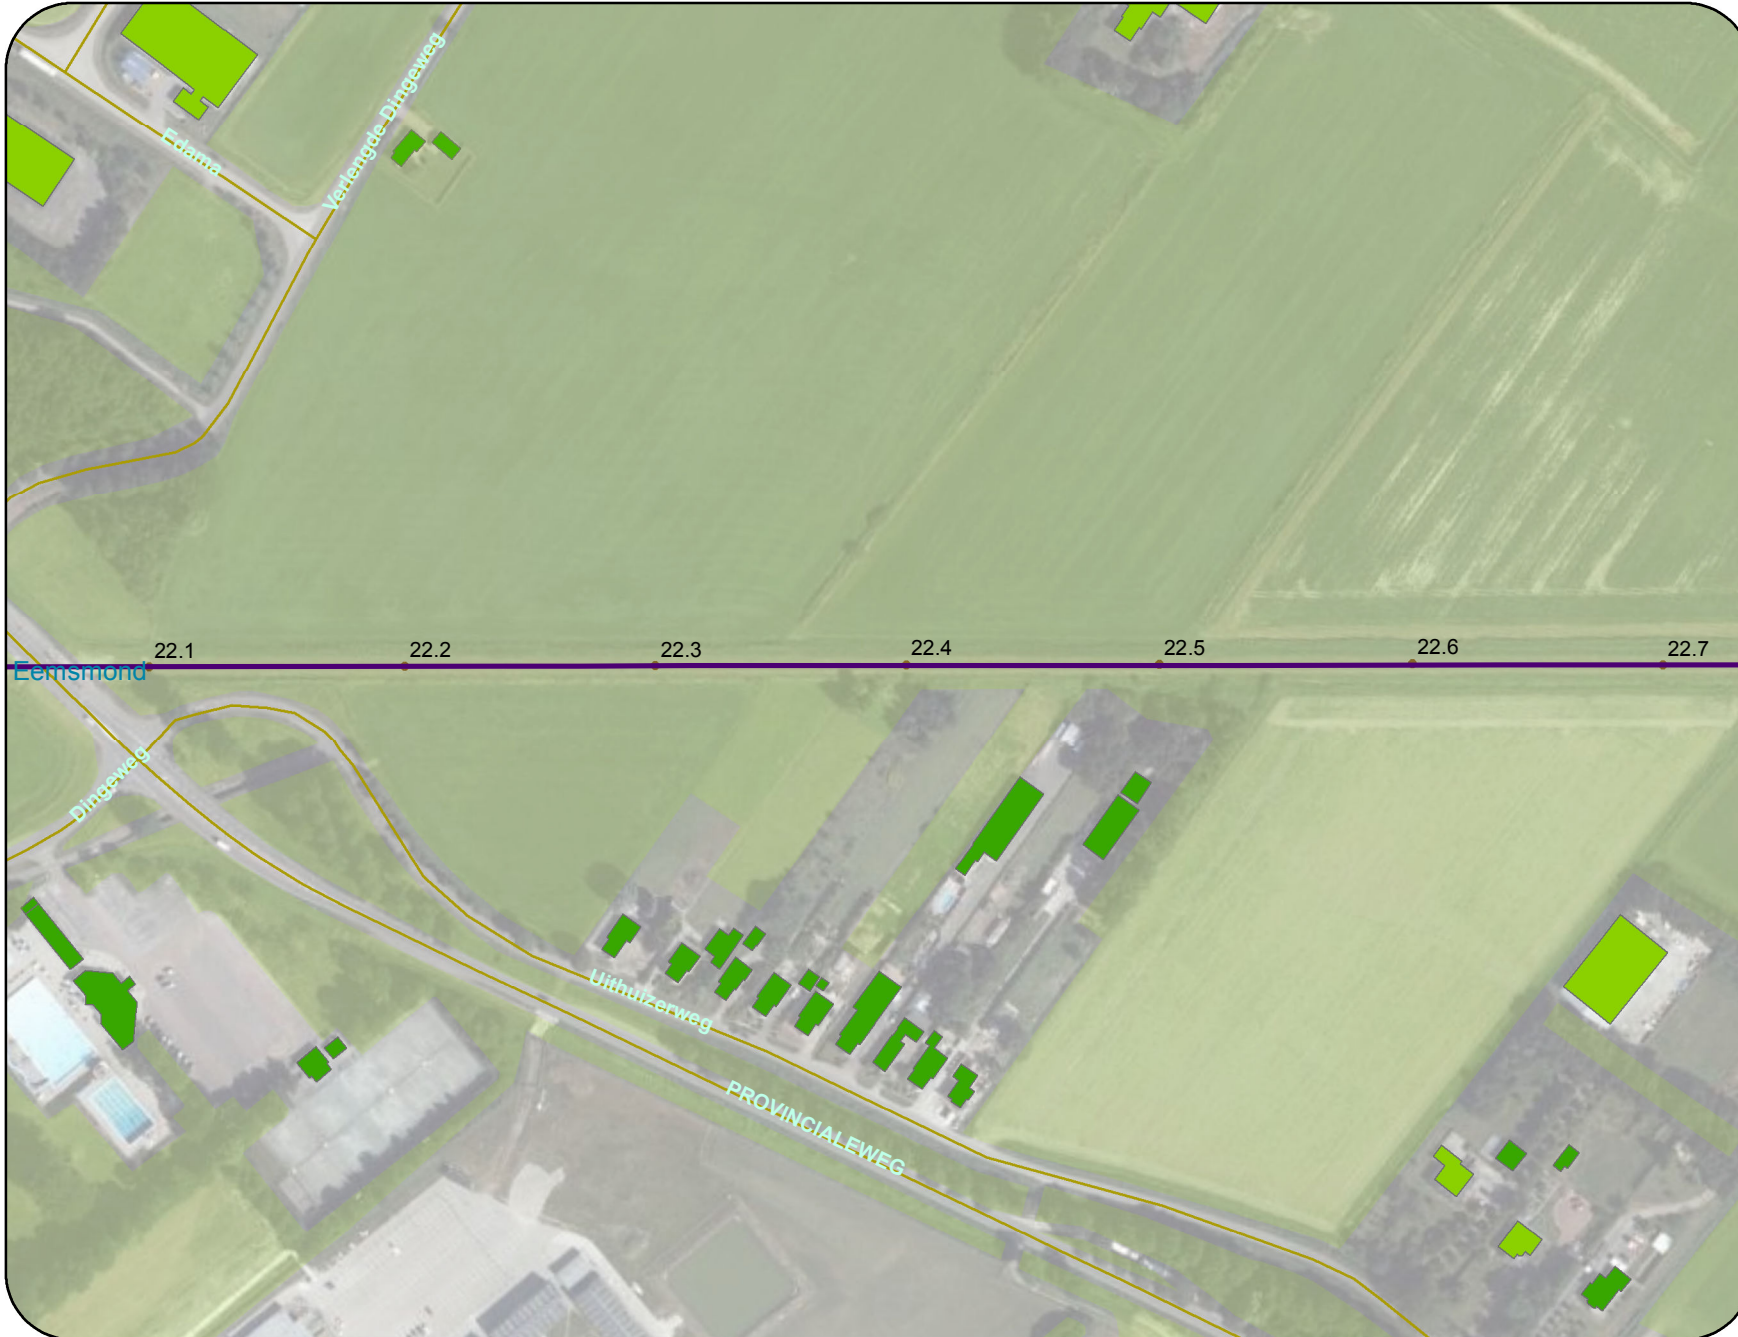 Verlengde Dingeweg
Edama
22.1
22.2
22.3
22.4
22.5
22.6
22.7
Eemsmond
Dingeweg
Uithuizerweg
PROVINCIALEWEG